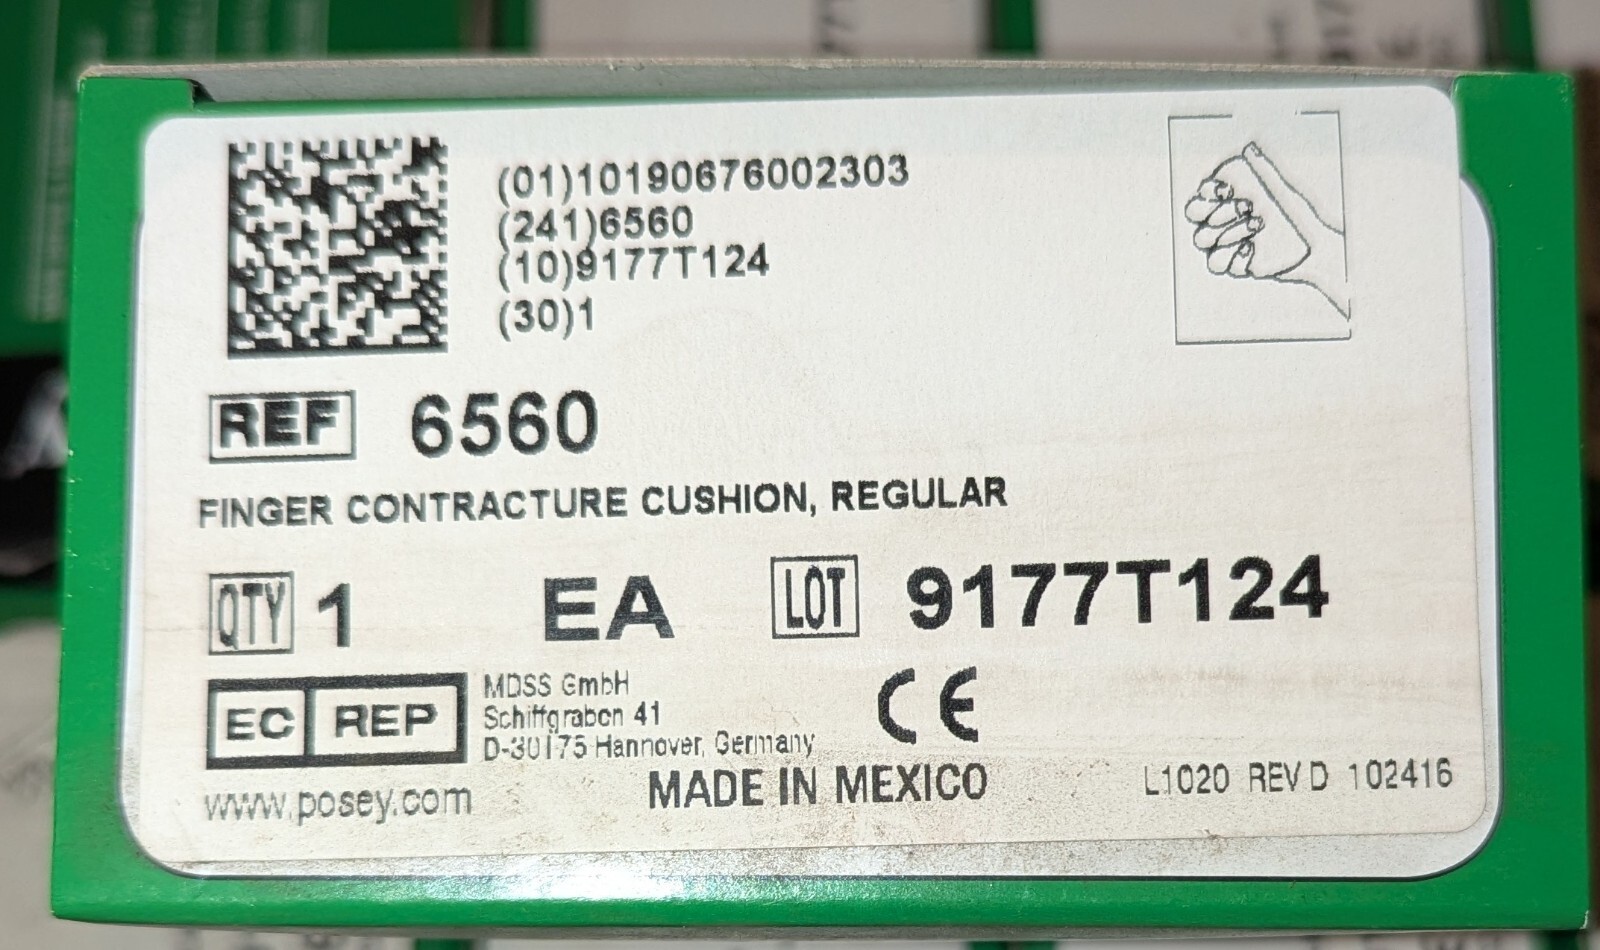 (01)10190676002303
(241)6560
(10)9177T124
(30)1
REF 6560
FINGER CONTRACTURE CUSHION, REGULAR
QTY 1 EA LOT 9177T124
EC REP
MDSS GmbH
Schiffgraben 41
D-30175 Hannover, Germany
CE
www.posey.com
MADE IN MEXICO
L1020 REV D 102416